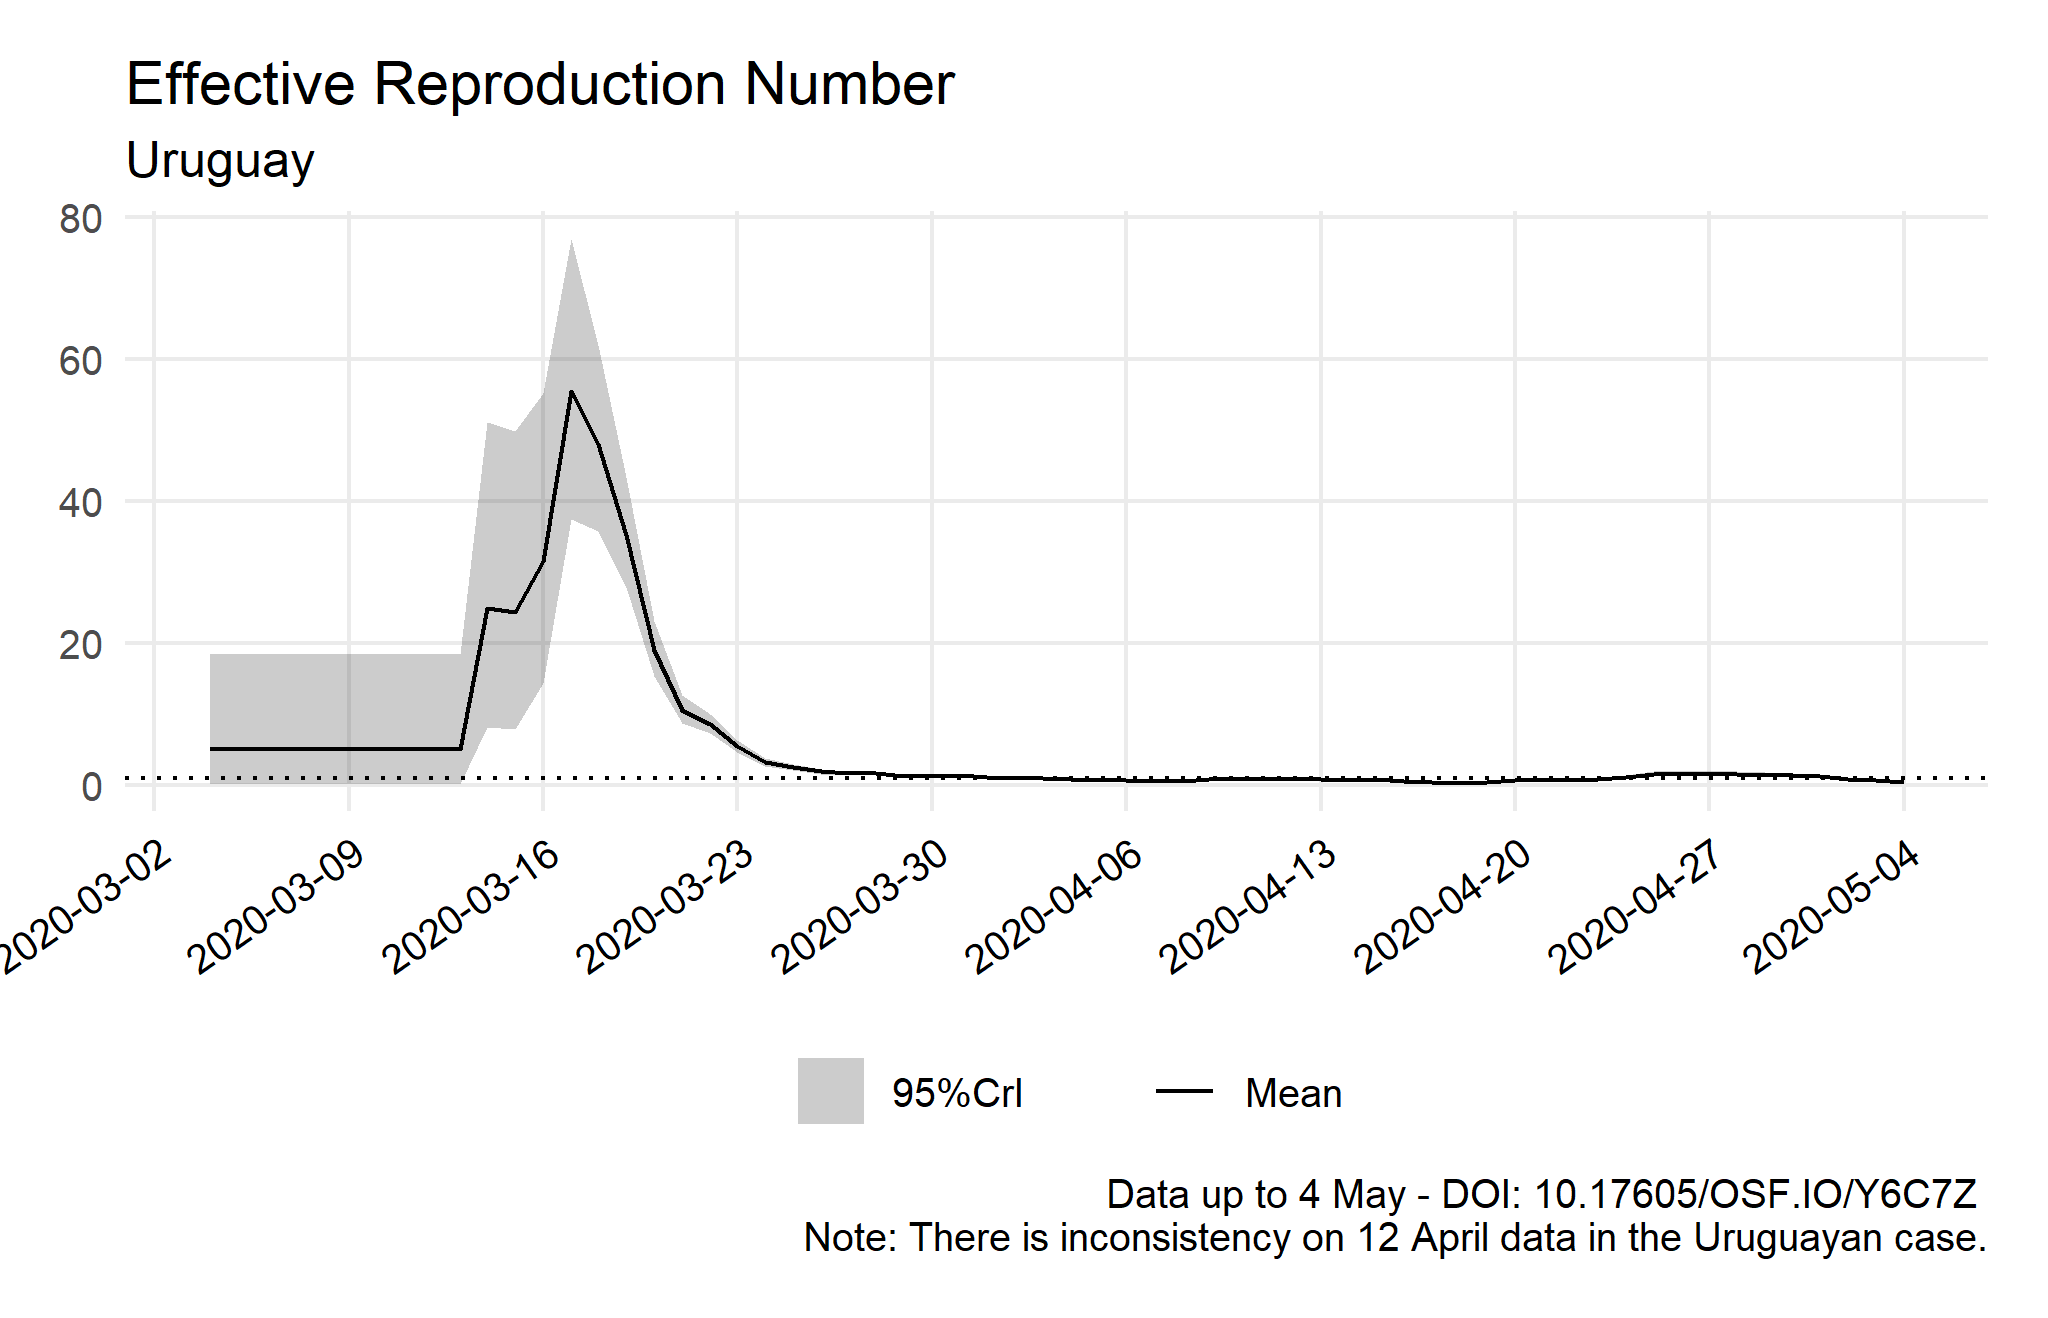 Effective Reproduction Number
Uruguay
80
60
40
20
0
2020-03-02
2020-03-09
2020-03-16
2020-03-23
2020-03-30
2020-04-06
2020-04-13
2020-04-20
2020-04-27
2020-05-04
95%CrI
Mean
Data up to 4 May - DOI: 10.17605/OSF.IO/Y6C7Z
Note: There is inconsistency on 12 April data in the Uruguayan case.